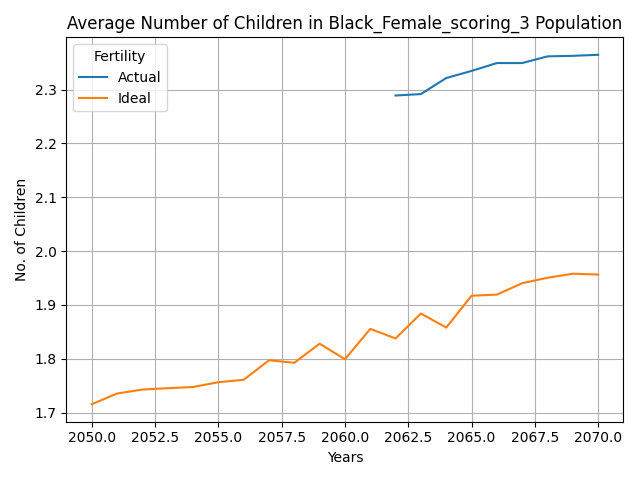 Average Number of Children in Black_Female_scoring_3 Population
Fertility
Actual
Ideal
No. of Children
2.3
2.2
2.1
2.0
1.9
1.8
1.7
2050.0 2052.5 2055.0 2057.5 2060.0 2062.5 2065.0 2067.5 2070.0
Years